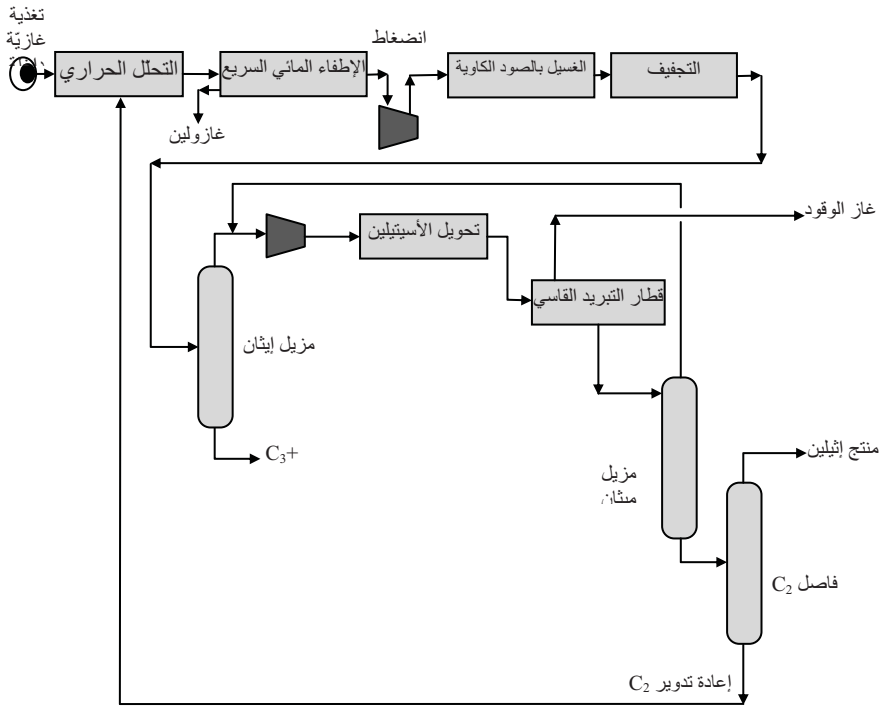 تغذية
غازيّة
التحلل الحراري
الإطفاء المائي السريع
انضغاط
الغسيل بالصود الكاوية
التجفيف
غازولين
غاز الوقود
تحويل الأسيتيلين
قطار التبريد القاسي
مزيل إيثان
C₃+
مزيل
ميثان
منتج إثيلين
فاصل C₂
إعادة تدوير C₂